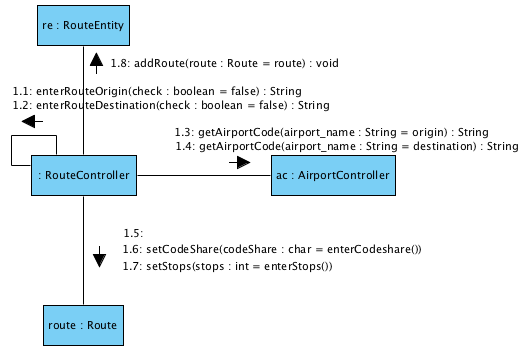 re : RouteEntity
1.8: addRoute(route : Route = route) : void
1.1: enterRouteOrigin(check : boolean = false) : String
1.2: enterRouteDestination(check : boolean = false) : String
1.3: getAirportCode(airport_name : String = origin) : String
1.4: getAirportCode(airport_name : String = destination) : String
: RouteController
ac : AirportController
1.5:
1.6: setCodeShare(codeShare : char = enterCodeshare())
1.7: setStops(stops : int = enterStops())
route : Route